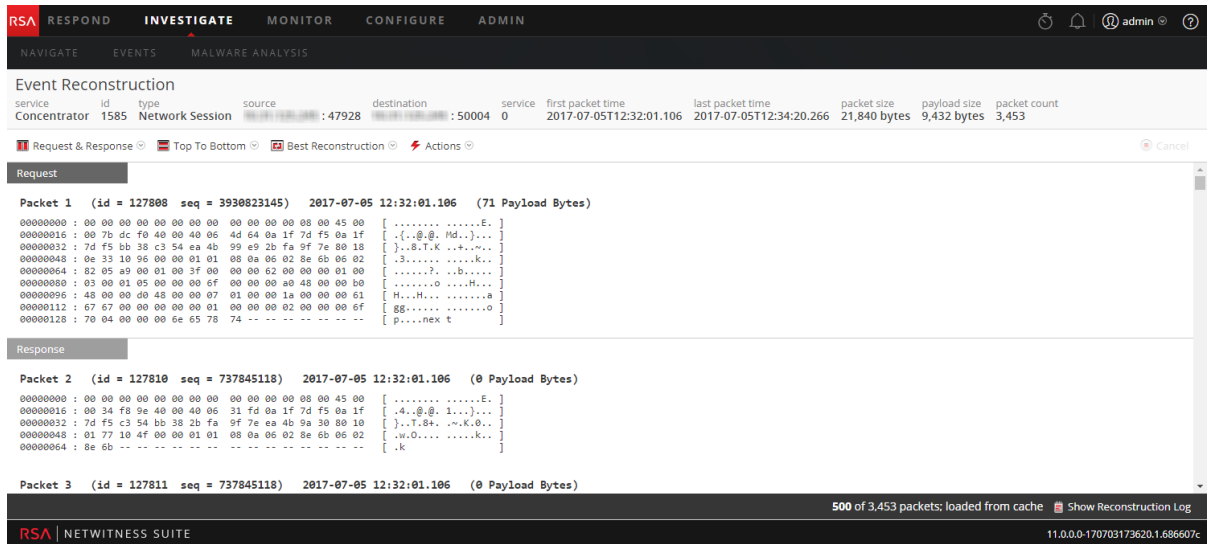 RSA RESPOND INVESTIGATE MONITOR CONFIGURE ADMIN admin ?
NAVIGATE EVENTS MALWARE ANALYSIS
Event Reconstruction
service id type source destination service first packet time last packet time packet size payload size packet count
Concentrator 1585 Network Session : 47928 : 50004 0 2017-07-05T12:32:01.106 2017-07-05T12:34:20.266 21,840 bytes 9,432 bytes 3,453
Request & Response Top To Bottom Best Reconstruction Actions Cancel
Request
Packet 1 (id = 127808 seq = 3930823145) 2017-07-05 12:32:01.106 (71 Payload Bytes)
00000000 : 00 00 00 00 00 00 00 00 00 00 00 00 08 00 45 00 [ ........ ......E. ]
00000016 : 00 7b dc f0 40 00 40 06 4d 64 0a 1f 7d f5 0a 1f [ .{..@.@. Md..}... ]
00000032 : 7d f5 bb 38 c3 54 ea 4b 99 e9 2b fa 9f 7e 80 18 [ }..8.T.K ..+..~.. ]
00000048 : 0e 33 10 96 00 00 01 01 08 0a 06 02 8e 6b 06 02 [ .3...... .....k.. ]
00000064 : 82 05 a9 00 01 00 3f 00 00 00 62 00 00 00 01 00 [ ......?. ..b..... ]
00000080 : 03 00 01 05 00 00 00 6f 00 00 00 a0 48 00 00 b0 [ .......o ....H... ]
00000096 : 48 00 00 d0 48 00 00 07 01 00 00 1a 00 00 00 61 [ H...H... .......a ]
00000112 : 67 67 00 00 00 00 00 01 00 00 00 02 00 00 00 6f [ gg...... .......o ]
00000128 : 70 04 00 00 00 6e 65 78 74 -- -- -- -- -- -- -- [ p....nex t ]
Response
Packet 2 (id = 127810 seq = 737845118) 2017-07-05 12:32:01.106 (0 Payload Bytes)
00000000 : 00 00 00 00 00 00 00 00 00 00 00 00 08 00 45 00 [ ........ ......E. ]
00000016 : 00 34 f8 9e 40 00 40 06 31 fd 0a 1f 7d f5 0a 1f [ .4..@.@. 1...}... ]
00000032 : 7d f5 c3 54 bb 38 2b fa 9f 7e ea 4b 9a 30 80 10 [ }..T.8+. .~.K.0.. ]
00000048 : 01 77 10 4f 00 00 01 01 08 0a 06 02 8e 6b 06 02 [ .w.O.... .....k.. ]
00000064 : 8e 6b -- -- -- -- -- -- -- -- -- -- -- -- -- -- [ .k ]
Packet 3 (id = 127811 seq = 737845118) 2017-07-05 12:32:01.106 (0 Payload Bytes)
500 of 3,453 packets; loaded from cache Show Reconstruction Log
RSA | NETWITNESS SUITE 11.0.0.0-170703173620.1.686607c